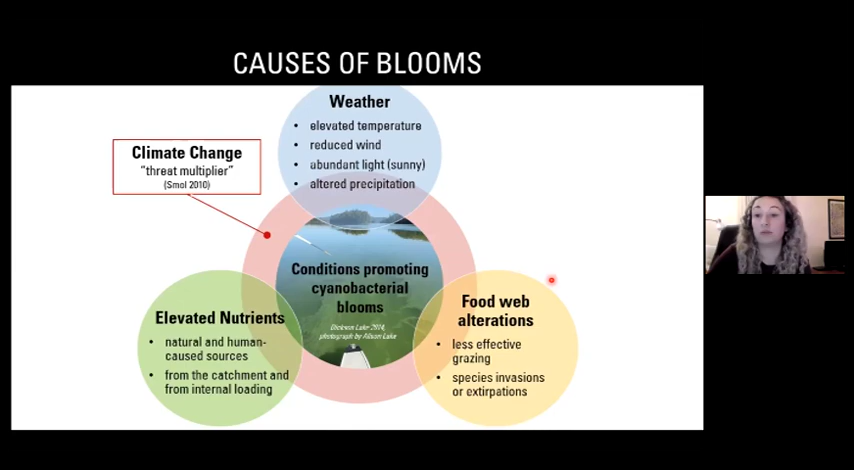 CAUSES OF BLOOMS
Weather
• elevated temperature
• reduced wind
• abundant light (sunny)
• altered precipitation
Climate Change
“threat multiplier”
(Smol 2010)
Conditions promoting
cyanobacterial
blooms
Dickson Lake 2014,
photograph by Alison Lake
Elevated Nutrients
• natural and human-
caused sources
• from the catchment and
from internal loading
Food web
alterations
• less effective
grazing
• species invasions
or extirpations